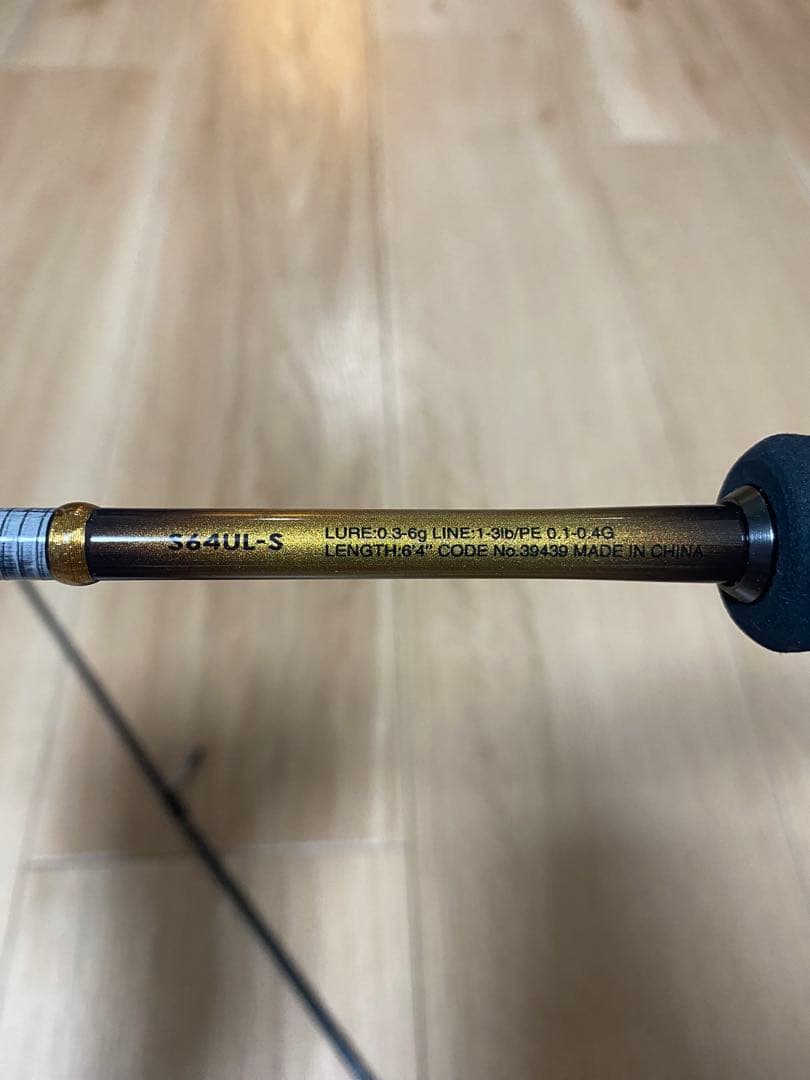 S64UL-S
LURE:0.3-6g LINE:1-3lb/PE 0.1-0.4G
LENGTH:6'4" CODE No.39439 MADE IN CHINA